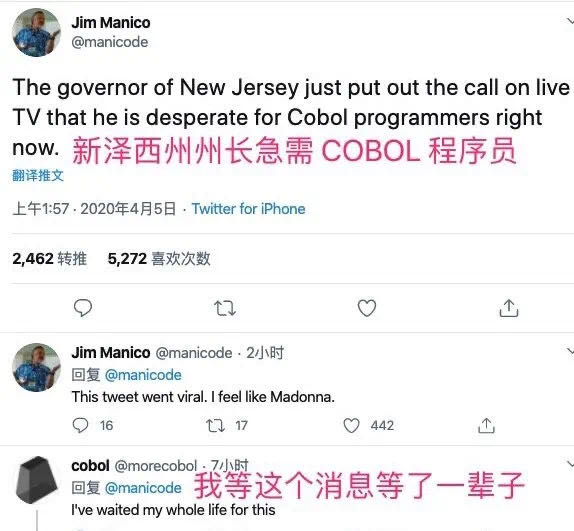 Jim Manico
@manicode
The governor of New Jersey just put out the call on live
TV that he is desperate for Cobol programmers right
now. 新泽西州州长急需 COBOL 程序员
翻译推文
上午1:57 · 2020年4月5日 · Twitter for iPhone
2,462 转推 5,272 喜欢次数
Jim Manico @manicode · 2小时
回复 @manicode
This tweet went viral. I feel like Madonna.
16 17 442
cobol @morecobol · 7小时
回复 @manicode 我等这个消息等了一辈子
I've waited my whole life for this